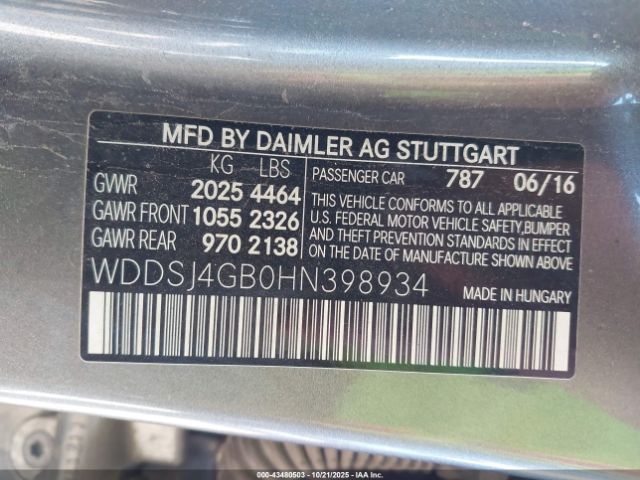 MFD BY DAIMLER AG STUTTGART
KG LBS
GVWR 2025 4464
GAWR FRONT 1055 2326
GAWR REAR 970 2138
PASSENGER CAR 787 06/16
THIS VEHICLE CONFORMS TO ALL APPLICABLE
U.S. FEDERAL MOTOR VEHICLE SAFETY,BUMPER
AND THEFT PREVENTION STANDARDS IN EFFECT
ON THE DATE OF MANUFACTURE SHOWN ABOVE.
WDDSJ4GB0HN398934
MADE IN HUNGARY
000-43480503 - 10/21/2025 - IAA, Inc.